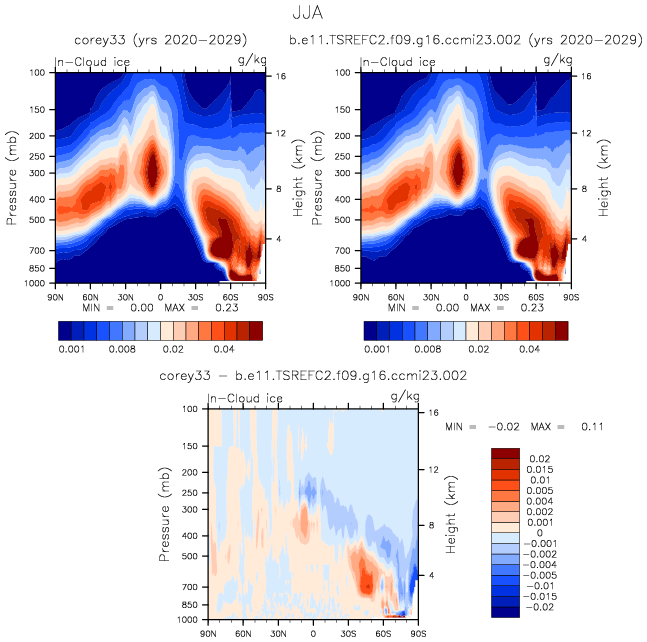 JJA
corey33 (yrs 2020-2029)
b.e11.TSREFC2.f09.g16.ccmi23.002 (yrs 2020-2029)
n-Cloud ice
g/kg
n-Cloud ice
g/kg
Pressure (mb)
100
150
200
250
300
400
500
700
850
1000
16
12
8
4
Height (km)
90N 60N 30N 0 30S 60S 90S
MIN = 0.00 MAX = 0.23
0.001 0.008 0.02 0.04
Pressure (mb)
100
150
200
250
300
400
500
700
850
1000
16
12
8
4
Height (km)
90N 60N 30N 0 30S 60S 90S
MIN = 0.00 MAX = 0.23
0.001 0.008 0.02 0.04
corey33 - b.e11.TSREFC2.f09.g16.ccmi23.002
n-Cloud ice
g/kg
Pressure (mb)
100
150
200
250
300
400
500
700
850
1000
16
12
8
4
Height (km)
90N 60N 30N 0 30S 60S 90S
MIN = -0.02 MAX = 0.11
0.02
0.015
0.01
0.005
0.004
0.002
0.001
0
-0.001
-0.002
-0.004
-0.005
-0.01
-0.015
-0.02